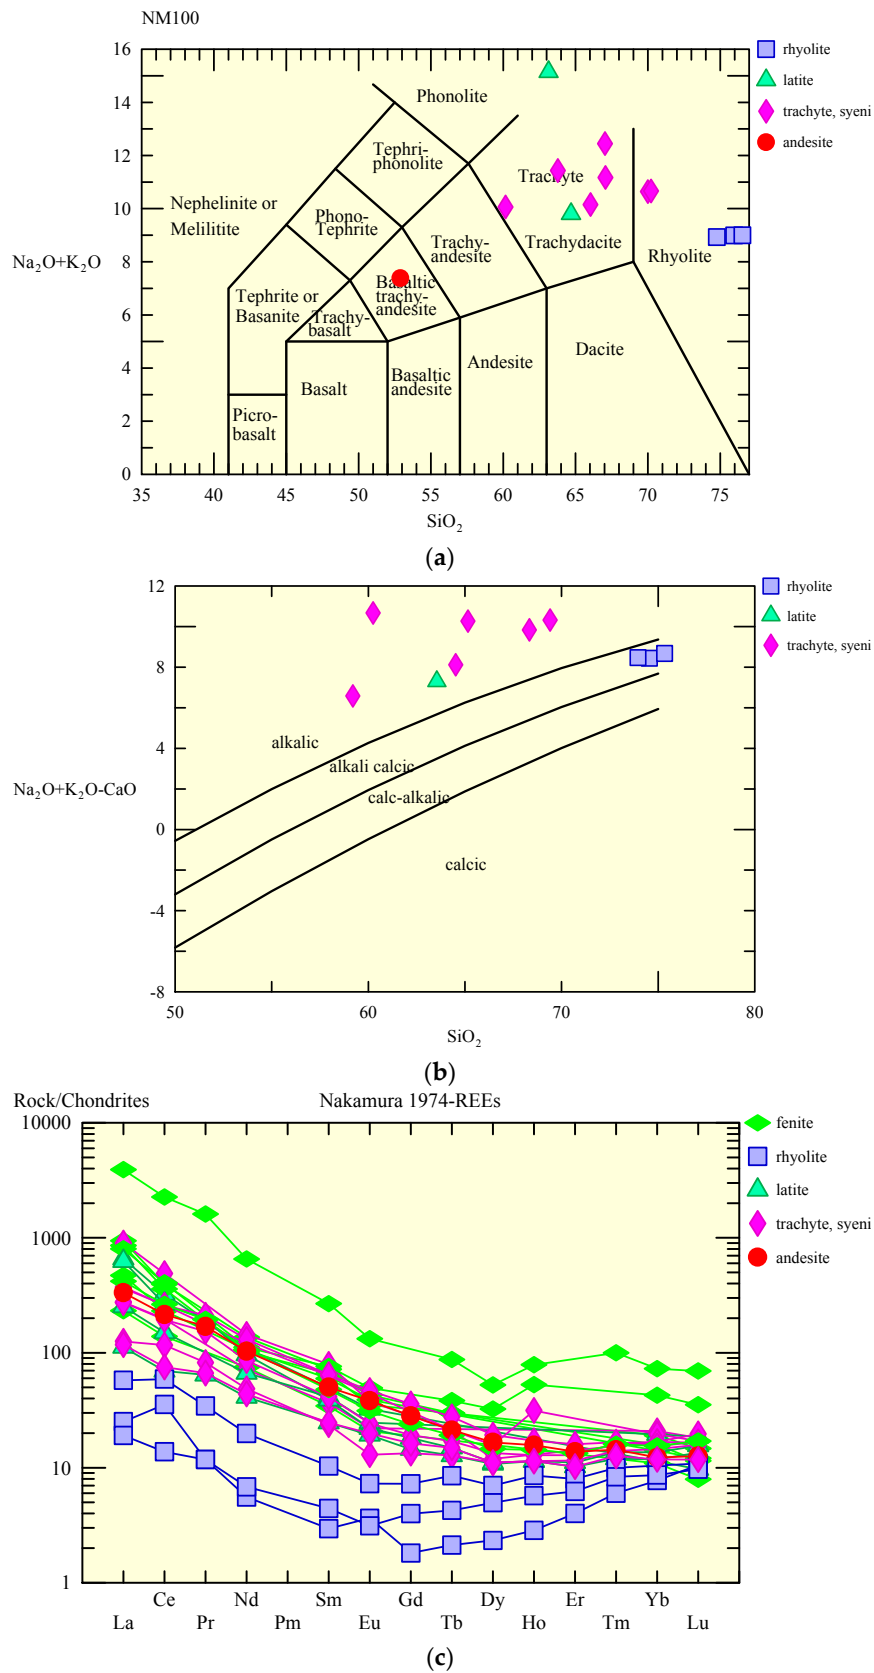 NM100
16
14
12
10
8
6
4
2
0
Na₂O+K₂O
35
40
45
50
55
60
65
70
75
SiO₂
Phonolite
Tephri-
phonolite
Trachyte
Nephelinite or
Melilitite
Phono-
Tephrite
Trachy-
andesite
Trachydacite
Rhyolite
Tephrite or
Basanite
Basaltic
trachy-
andesite
Trachy-
basalt
Basalt
Basaltic
andesite
Andesite
Dacite
Picro-
basalt
rhyolite
latite
trachyte, syeni
andesite
(a)
12
8
4
0
-4
-8
Na₂O+K₂O-CaO
50
60
70
80
SiO₂
alkalic
alkali calcic
calc-alkalic
calcic
rhyolite
latite
trachyte, syeni
(b)
Rock/Chondrites
Nakamura 1974-REEs
10000
1000
100
10
1
fenite
rhyolite
latite
trachyte, syeni
andesite
Ce Nd Sm Gd Dy Er Yb
La Pr Pm Eu Tb Ho Tm Lu
(c)